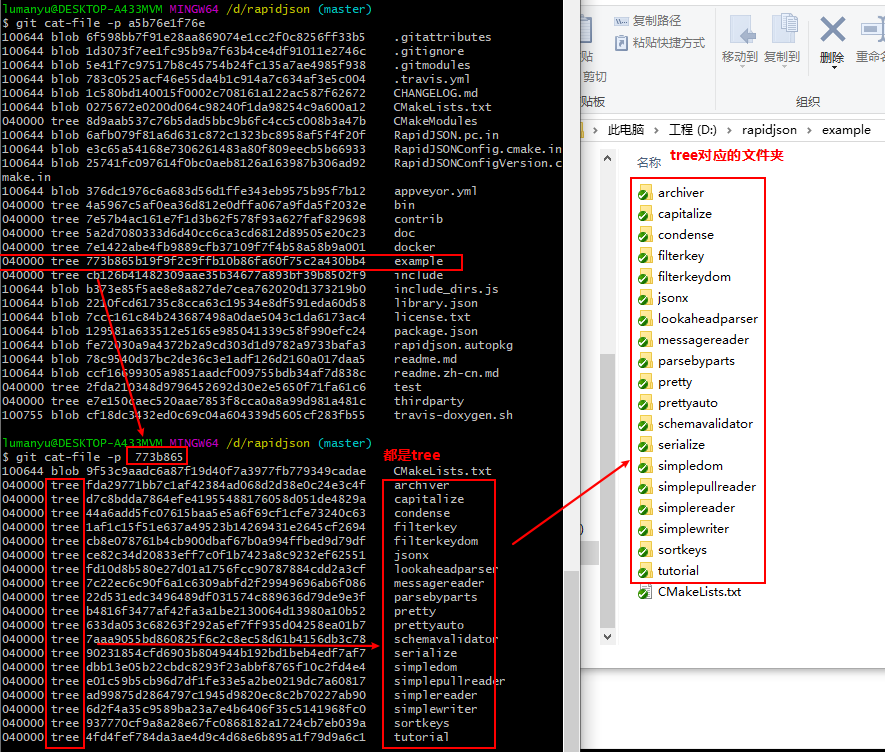 lumanyu@DESKTOP-A433MVM MINGW64 /d/rapidjson (master)
$ git cat-file -p a5b76e1f76e
100644 blob 6f598bb7f91e28aa869074e1cc2f0c8256ff33b5 .gitattributes
100644 blob 1d3073f7ee1fc95b9a7f63b4ce4df91011e2746c .gitignore
100644 blob 5e41f7c97517b8c45754b24fc135a7ae4985f938 .gitmodules
100644 blob 783c0525acf46e55da4b1c914a7c634af3e5c004 .travis.yml
100644 blob 1c580bd140015f0002c708161a122ac587f62672 CHANGELOG.md
100644 blob 0275672e0200d064c98240f1da98254c9a600a12 CMakeLists.txt
040000 tree 8d9aab537c76b5dad5bbc9b6fc4cc5c008b3a47b CMakeModules
100644 blob 6afb079f81a6d631c872c1323bc8958af5f4f20f RapidJSON.pc.in
100644 blob e3c65a54168e7306261483a80f809eecb5b66933 RapidJSONConfig.cmake.in
100644 blob 25741fc097614f0bc0aeb8126a163987b306ad92 RapidJSONConfigVersion.c
make.in
100644 blob 376dc1976c6a683d56d1ffe343eb9575b95f7b12 appveyor.yml
040000 tree 4a5967c5af0ea36d812e0dffa067a9fda5f2032e bin
040000 tree 7e57b4ac161e7f1d3b62f578f93a627faf829698 contrib
040000 tree 5a2d7080333d6d40cc6ca3cd6812d89505e20c23 doc
040000 tree 7e1422abe4fb9889cfb37109f7f4b58a58b9a001 docker
040000 tree 773b865b19f9f2c9ffb10b86fa60f75c2a430bb4 example
040000 tree cb126b41482309aae35b34677a893bf39b8502f9 include
100644 blob b373e85f5ae8e8a827de7cea762020d1373219b0 include_dirs.js
100644 blob 2210fcd61735c8cca63c19534e8df591eda60d58 library.json
100644 blob 7ccc161c84b243687498a0dae5043c1da6173ac4 license.txt
100644 blob 129581a633512e5165e985041339c58f990efc24 package.json
100644 blob fe72030a9a4372b2a9cd303d1d9782a9733bafa3 rapidjson.autopkg
100644 blob 78c9540d37bc2de36c3e1adf126d2160a017daa5 readme.md
100644 blob ccf16699305a9851aadcf009755bdb34af7d838c readme.zh-cn.md
040000 tree 2fda21d348d9796452692d30e2e5650f71fa61c6 test
040000 tree e7e150caec520aae7853f8cca0a8a99d981a481c thirdparty
100755 blob cf18dc3432ed0c69c04a604339d5605cf283fb55 travis-doxygen.sh
lumanyu@DESKTOP-A433MVM MINGW64 /d/rapidjson (master)
$ git cat-file -p 773b865
都是tree
100644 blob 9f53c9aadc6a87f19d40f7a3977fb779349cadae CMakeLists.txt
040000 tree fda29771bb7c1af42384ad068d2d38e0c24e3c4f archiver
040000 tree d7c8bdda7864efe41955488176058d051de4829a capitalize
040000 tree 44a6add5fc07615baa5e5a6f69cf1cfe73240c63 condense
040000 tree 1af1c15f51e637a49523b14269431e2645cf2694 filterkey
040000 tree cb8e078761b4cb900dbaf67b0a994ffbed9d79df filterkeydom
040000 tree ce82c34d20833eff7c0f1b7423a8c9232ef62551 jsonx
040000 tree fd10d8b580e27d01a1756fcc90787884cdd2a3cf lookaheadparser
040000 tree 7c22ec6c90f6a1c6309abfd2f29949696ab6f086 messagereader
040000 tree 22d531edc3496489df031574c889636d79de9e3f parsebyparts
040000 tree b4816f3477af42fa3a1be2130064d13980a10b52 pretty
040000 tree 633da053c68263f292a5ef7ff935d04258ea01b7 prettyauto
040000 tree 7aaa9055bd860825f6c2c8ec58d61b4156db3c78 schemavalidator
040000 tree 90231854cfd6903b804944b192bd1beb4edf7af7 serialize
040000 tree dbb13e05b22cbdc8293f23abbf8765f10c2fd4e4 simpledom
040000 tree e01c59b5cb96d7df1fe33e5a2be0219dc7a60817 simplepullreader
040000 tree ad99875d2864797c1945d9820ec8c2b70227ab90 simplereader
040000 tree 6d2f4a35c9589ba23a7e4b6406f35c5141968fc0 simplewriter
040000 tree 937770cf9a8a28e67fc0868182a1724cb7eb039a sortkeys
040000 tree 4fd4fef784da3ae4d9c4d68e6b895a1f79d9a6c1 tutorial
复制路径
粘贴快捷方式
贴
剪切
贴板
移动到 复制到 删除 重命名
组织
此电脑 > 工程 (D:) > rapidjson > example
名称
tree对应的文件夹
archiver
capitalize
condense
filterkey
filterkeydom
jsonx
lookaheadparser
messagereader
parsebyparts
pretty
prettyauto
schemavalidator
serialize
simpledom
simplepullreader
simplereader
simplewriter
sortkeys
tutorial
CMakeLists.txt